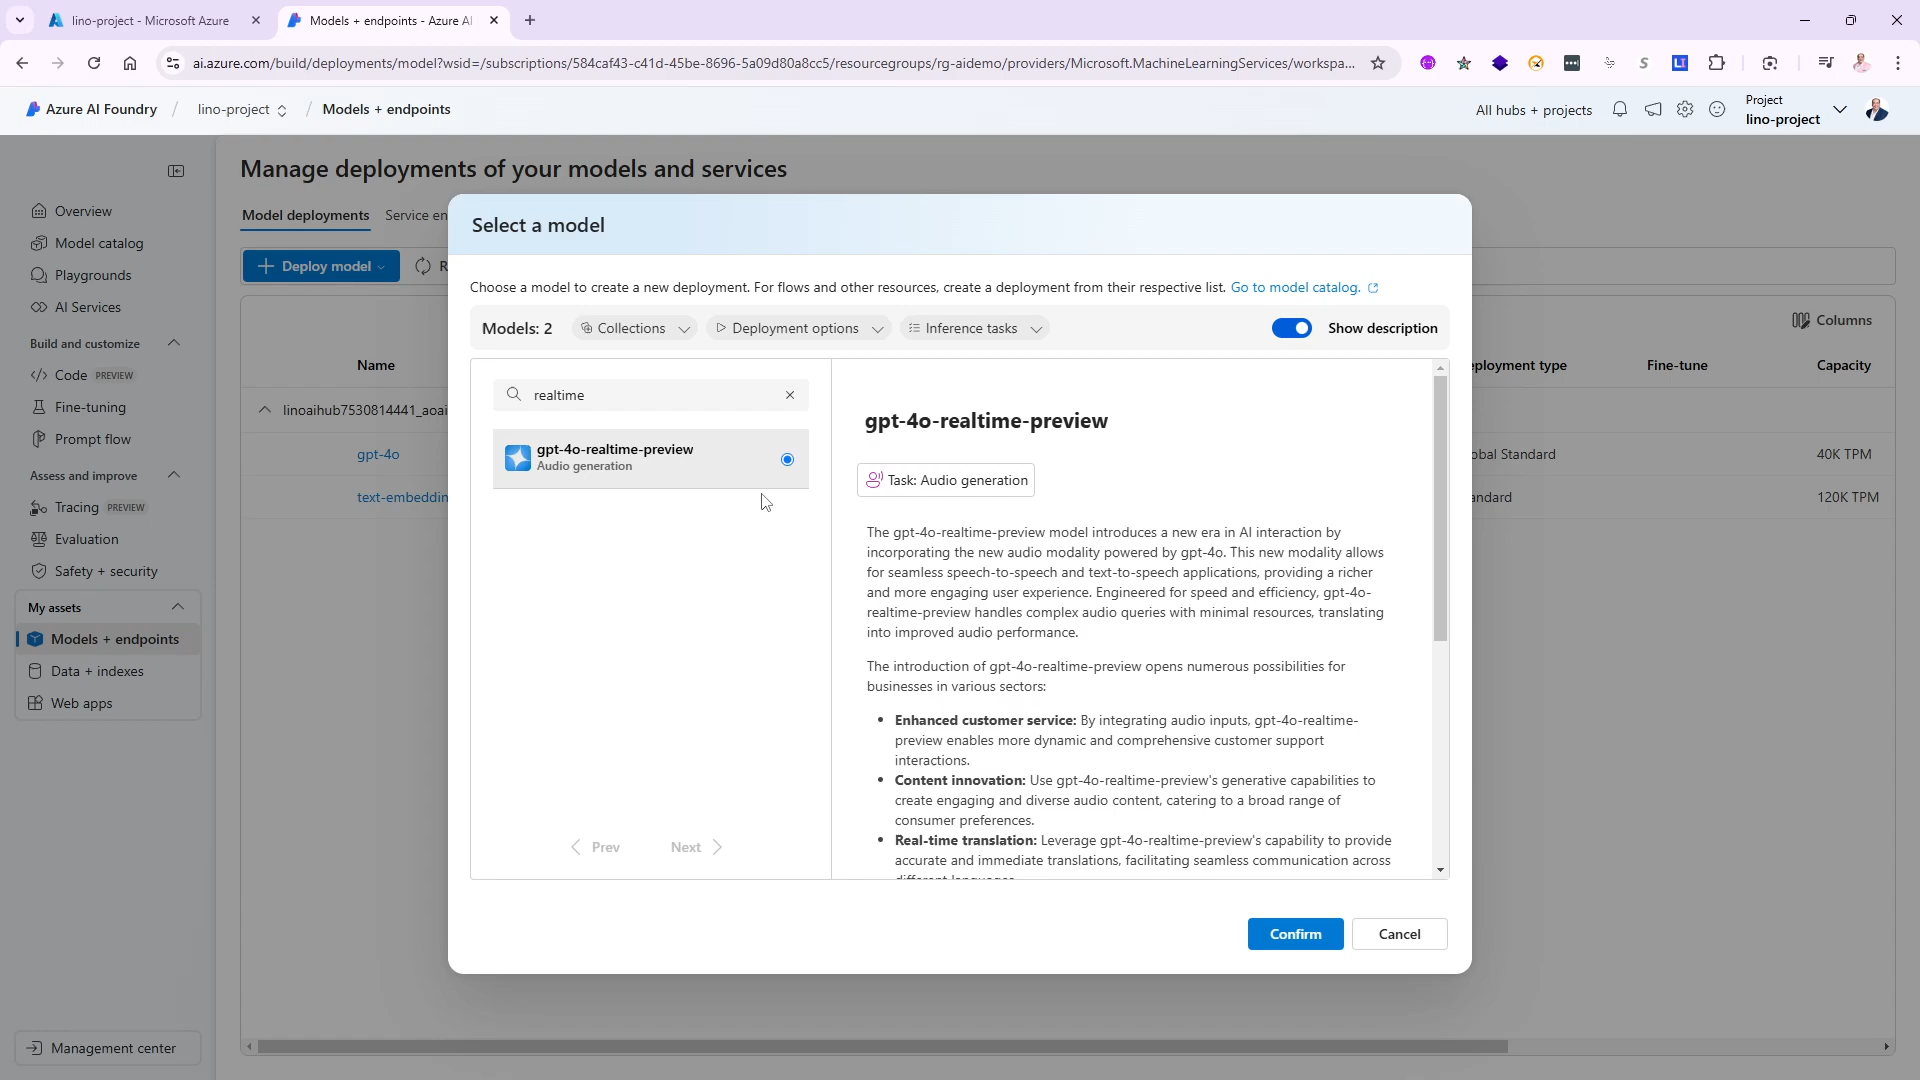 lino-project - Microsoft Azure
Models + endpoints - Azure AI
ai.azure.com/build/deployments/model?wsid=/subscriptions/584caf43-c41d-45be-8696-5a09d80a8cc5/resourcegroups/rg-aidemo/providers/Microsoft.MachineLearningServices/workspa...
Azure AI Foundry / lino-project / Models + endpoints
All hubs + projects
Project
lino-project
Manage deployments of your models and services
Overview
Model catalog
Playgrounds
AI Services
Build and customize
Code PREVIEW
Fine-tuning
Prompt flow
Assess and improve
Tracing PREVIEW
Evaluation
Safety + security
My assets
Models + endpoints
Data + indexes
Web apps
Management center
Model deployments Service en
+ Deploy model R
Columns
Name
ployment type Fine-tune Capacity
linoaihub7530814441_aoai
gpt-4o
obal Standard 40K TPM
text-embeddin
andard 120K TPM
Select a model
Choose a model to create a new deployment. For flows and other resources, create a deployment from their respective list. Go to model catalog.
Models: 2 Collections Deployment options Inference tasks Show description
realtime
gpt-4o-realtime-preview
Audio generation
Prev Next
gpt-4o-realtime-preview
Task: Audio generation
The gpt-4o-realtime-preview model introduces a new era in AI interaction by
incorporating the new audio modality powered by gpt-4o. This new modality allows
for seamless speech-to-speech and text-to-speech applications, providing a richer
and more engaging user experience. Engineered for speed and efficiency, gpt-4o-
realtime-preview handles complex audio queries with minimal resources, translating
into improved audio performance.
The introduction of gpt-4o-realtime-preview opens numerous possibilities for
businesses in various sectors:
• Enhanced customer service: By integrating audio inputs, gpt-4o-realtime-
preview enables more dynamic and comprehensive customer support
interactions.
• Content innovation: Use gpt-4o-realtime-preview's generative capabilities to
create engaging and diverse audio content, catering to a broad range of
consumer preferences.
• Real-time translation: Leverage gpt-4o-realtime-preview's capability to provide
accurate and immediate translations, facilitating seamless communication across
different languages.
Confirm Cancel